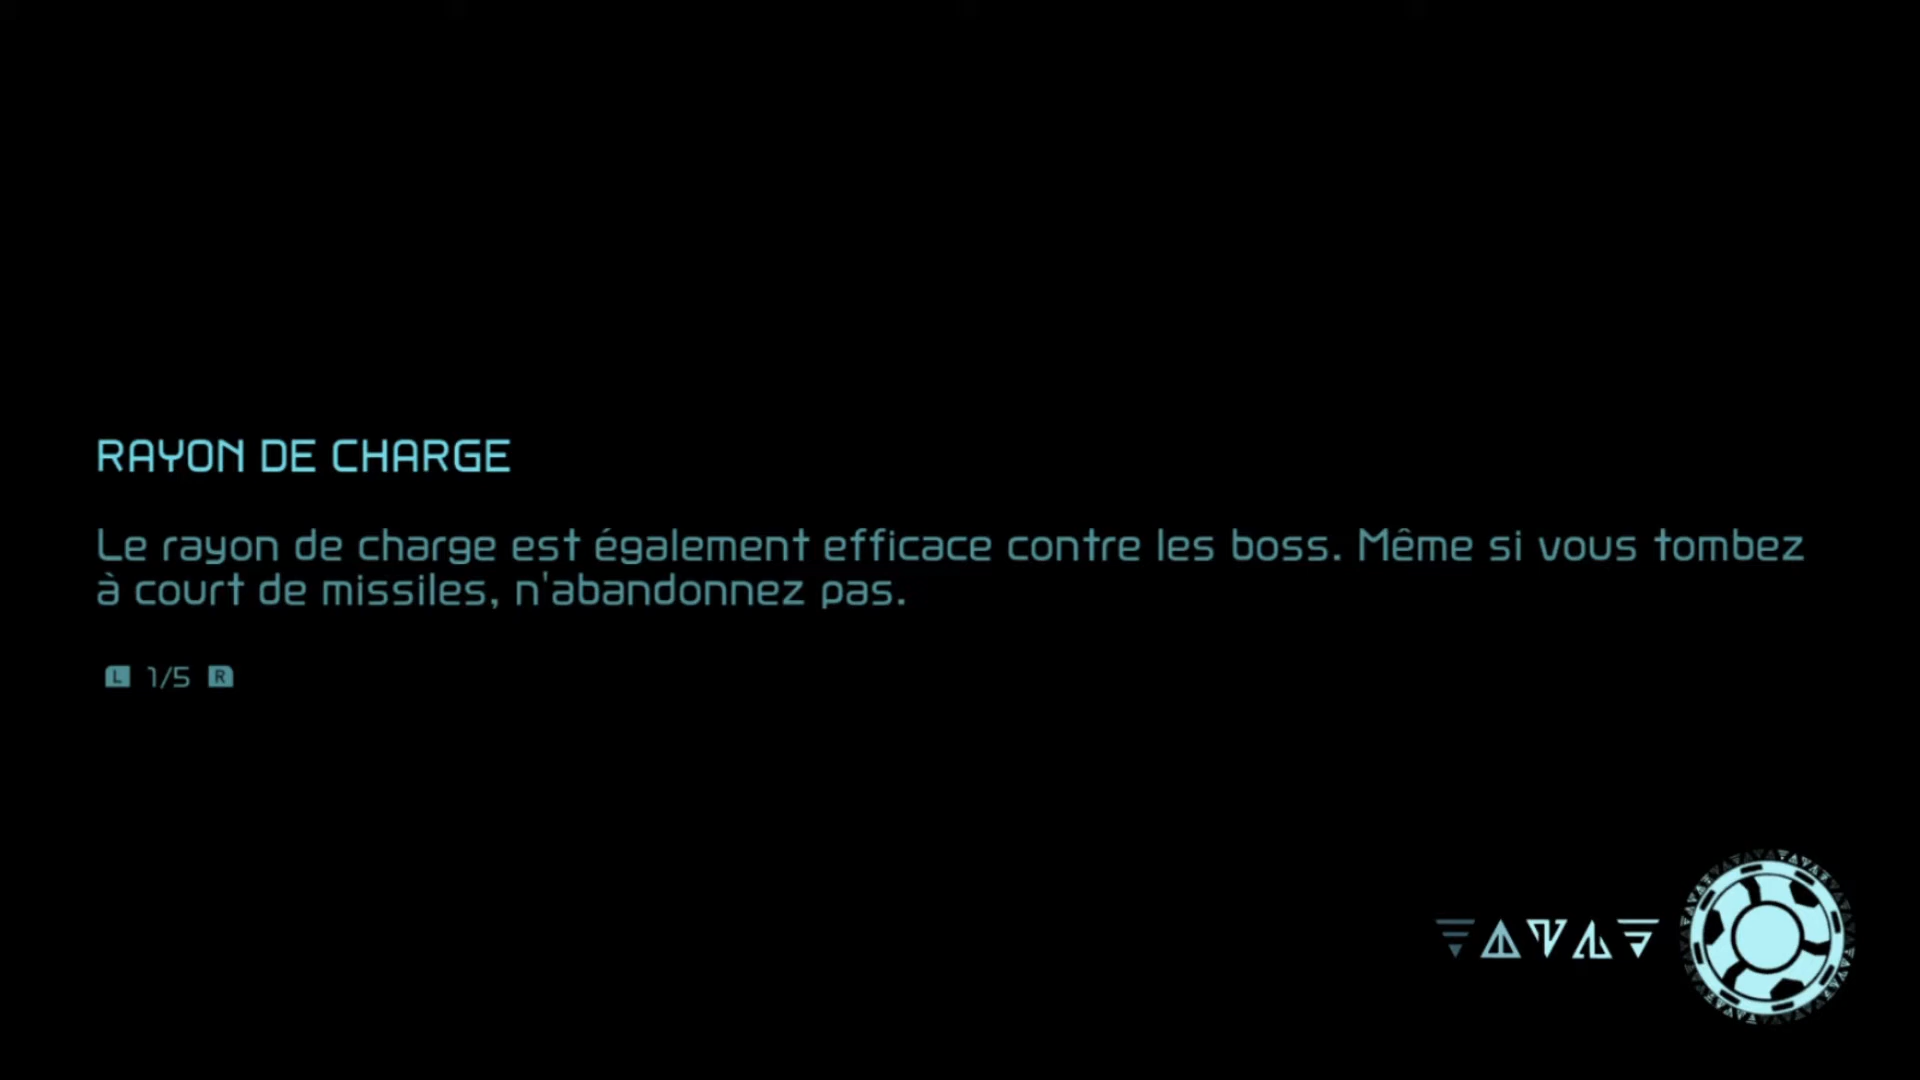 RAYON DE CHARGE
Le rayon de charge est également efficace contre les boss. Même si vous tombez
à court de missiles, n'abandonnez pas.
L 1/5 R